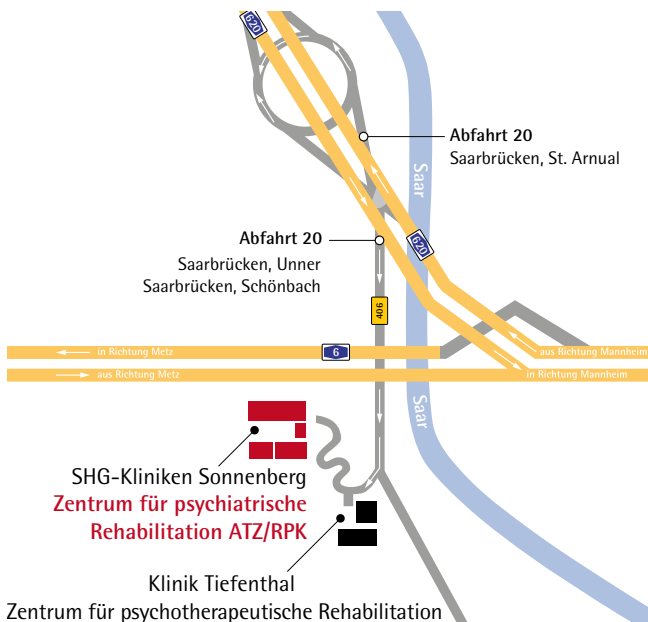 620
Abfahrt 20
Saarbrücken, St. Arnual
Saar
Abfahrt 20
Saarbrücken, Unner
Saarbrücken, Schönbach
620
406
in Richtung Metz
6
aus Richtung Mannheim
aus Richtung Metz
in Richtung Mannheim
Saar
SHG-Kliniken Sonnenberg
Zentrum für psychiatrische
Rehabilitation ATZ/RPK
Klinik Tiefenthal
Zentrum für psychotherapeutische Rehabilitation